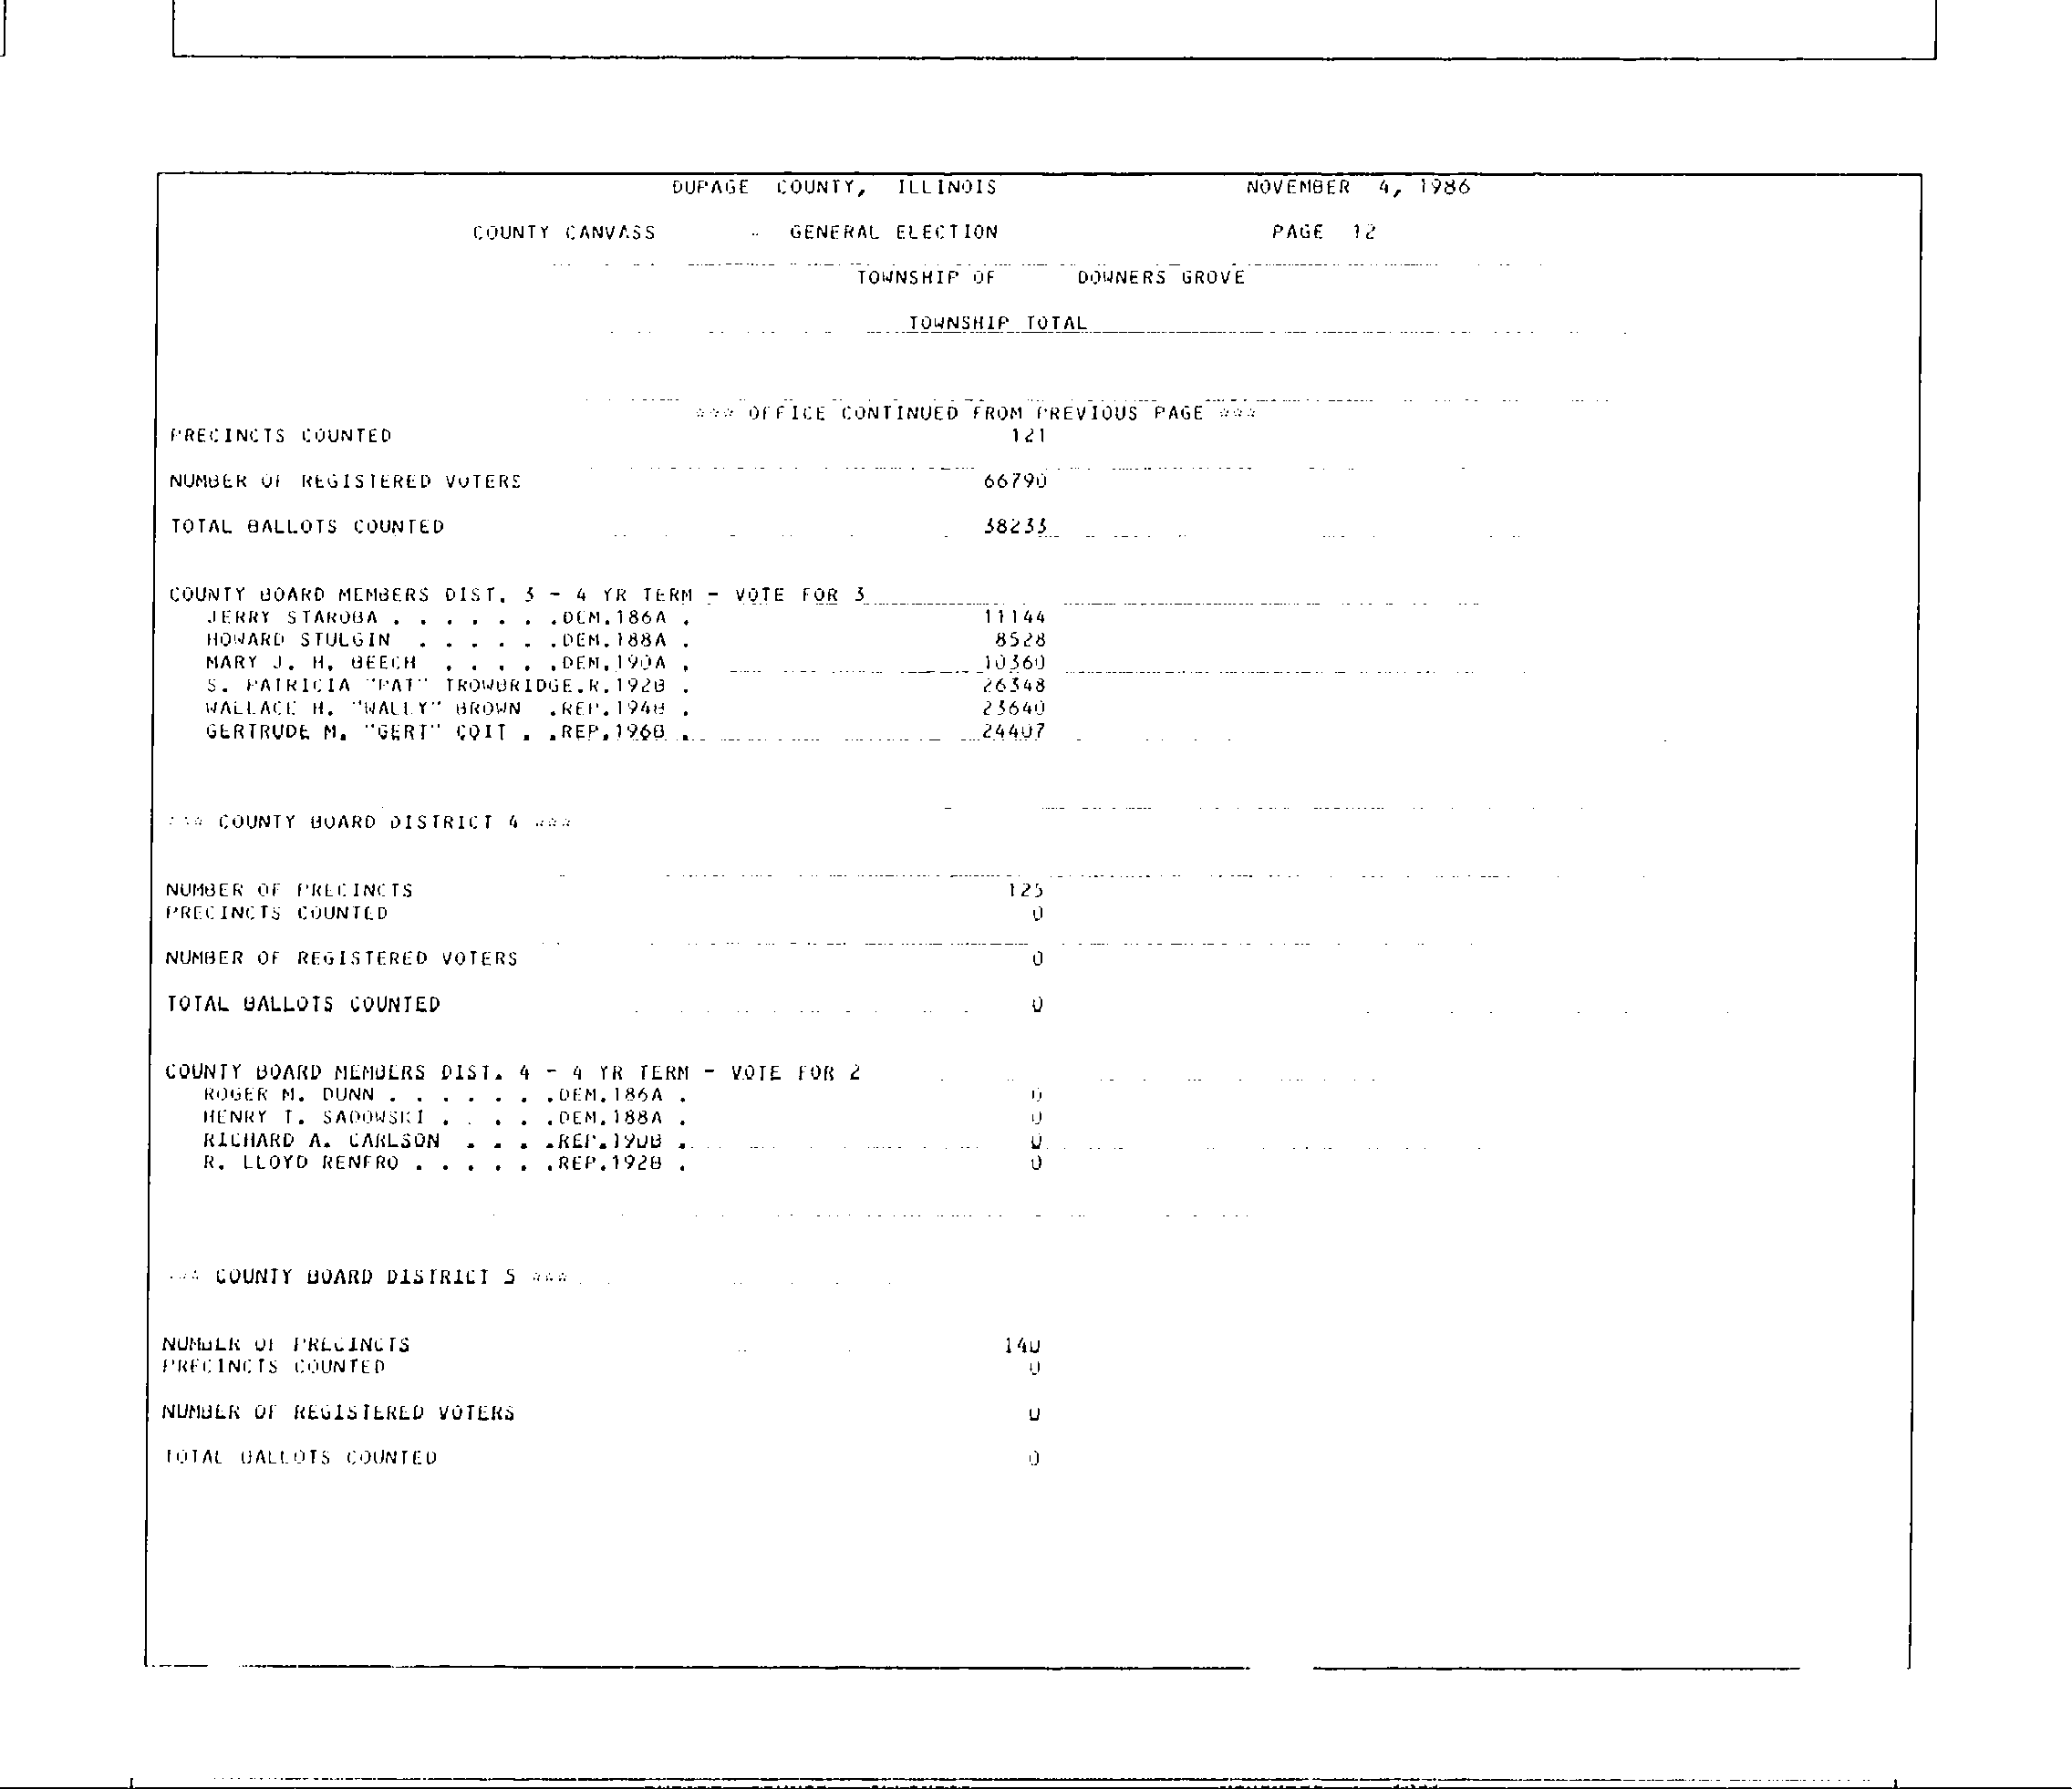 DUPAGE COUNTY, ILLINOIS NOVEMBER 4, 1986
COUNTY CANVASS - GENERAL ELECTION PAGE 12
TOWNSHIP OF DOWNERS GROVE
TOWNSHIP TOTAL
*** OFFICE CONTINUED FROM PREVIOUS PAGE ***
PRECINCTS COUNTED 121
NUMBER OF REGISTERED VOTERS 66790
TOTAL BALLOTS COUNTED 38233
COUNTY BOARD MEMBERS DIST. 3 - 4 YR TERM - VOTE FOR 3
JERRY STAROBA . . . . . . .DEM.186A . 11144
HOWARD STULGIN . . . . . .DEM.188A . 8528
MARY J. H. BEECH . . . . .DEM.190A . 10360
S. PATRICIA "PAT" TROWBRIDGE.R.192B . 26348
WALLACE H. "WALLY" BROWN .REP.194B . 23640
GERTRUDE M. "GERT" COIT . .REP.196B . 24407
*** COUNTY BOARD DISTRICT 4 ***
NUMBER OF PRECINCTS 125
PRECINCTS COUNTED 0
NUMBER OF REGISTERED VOTERS 0
TOTAL BALLOTS COUNTED 0
COUNTY BOARD MEMBERS DIST. 4 - 4 YR TERM - VOTE FOR 2
ROGER M. DUNN . . . . . . .DEM.186A . 0
HENRY T. SADOWSKI . . . . .DEM.188A . 0
RICHARD A. CARLSON . . . .REP.190B . 0
R. LLOYD RENFRO . . . . . .REP.192B . 0
*** COUNTY BOARD DISTRICT 5 ***
NUMBER OF PRECINCTS 140
PRECINCTS COUNTED 0
NUMBER OF REGISTERED VOTERS 0
TOTAL BALLOTS COUNTED 0